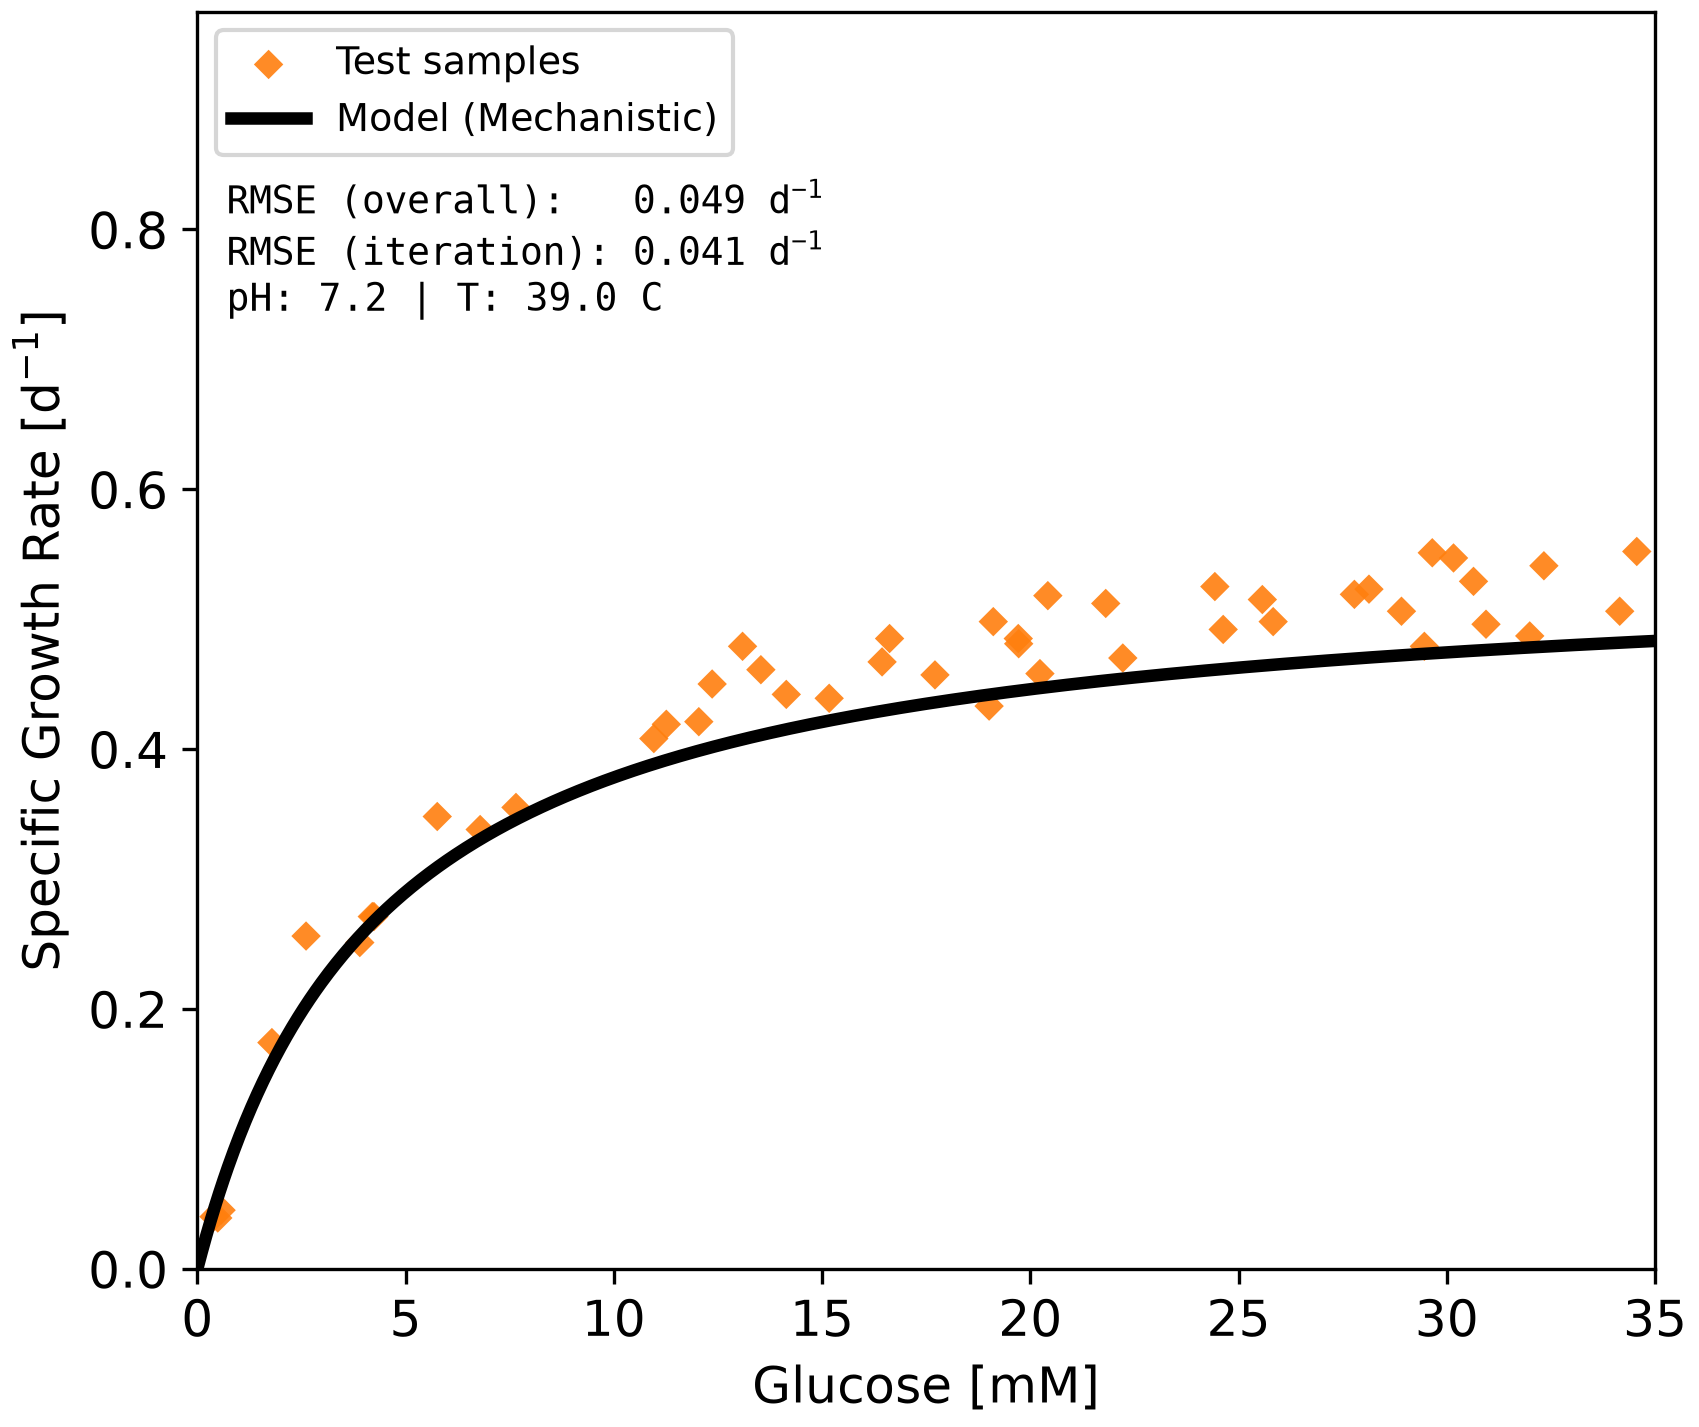 Test samples
Model (Mechanistic)
RMSE (overall):   0.049 d⁻¹
RMSE (iteration): 0.041 d⁻¹
pH: 7.2 | T: 39.0 C
Specific Growth Rate [d⁻¹]
0.8
0.6
0.4
0.2
0.0
0 5 10 15 20 25 30 35
Glucose [mM]